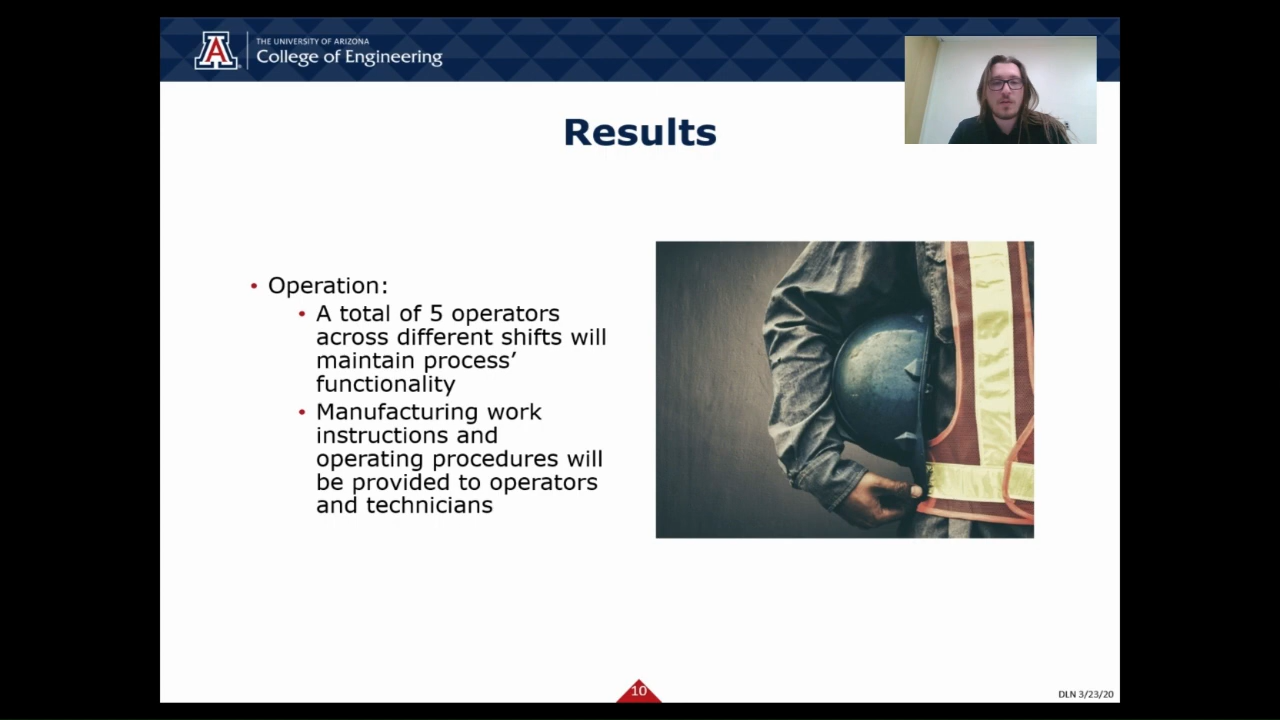 THE UNIVERSITY OF ARIZONA
College of Engineering
Results
• Operation:
• A total of 5 operators
across different shifts will
maintain process’
functionality
• Manufacturing work
instructions and
operating procedures will
be provided to operators
and technicians
10
DLN 3/23/20